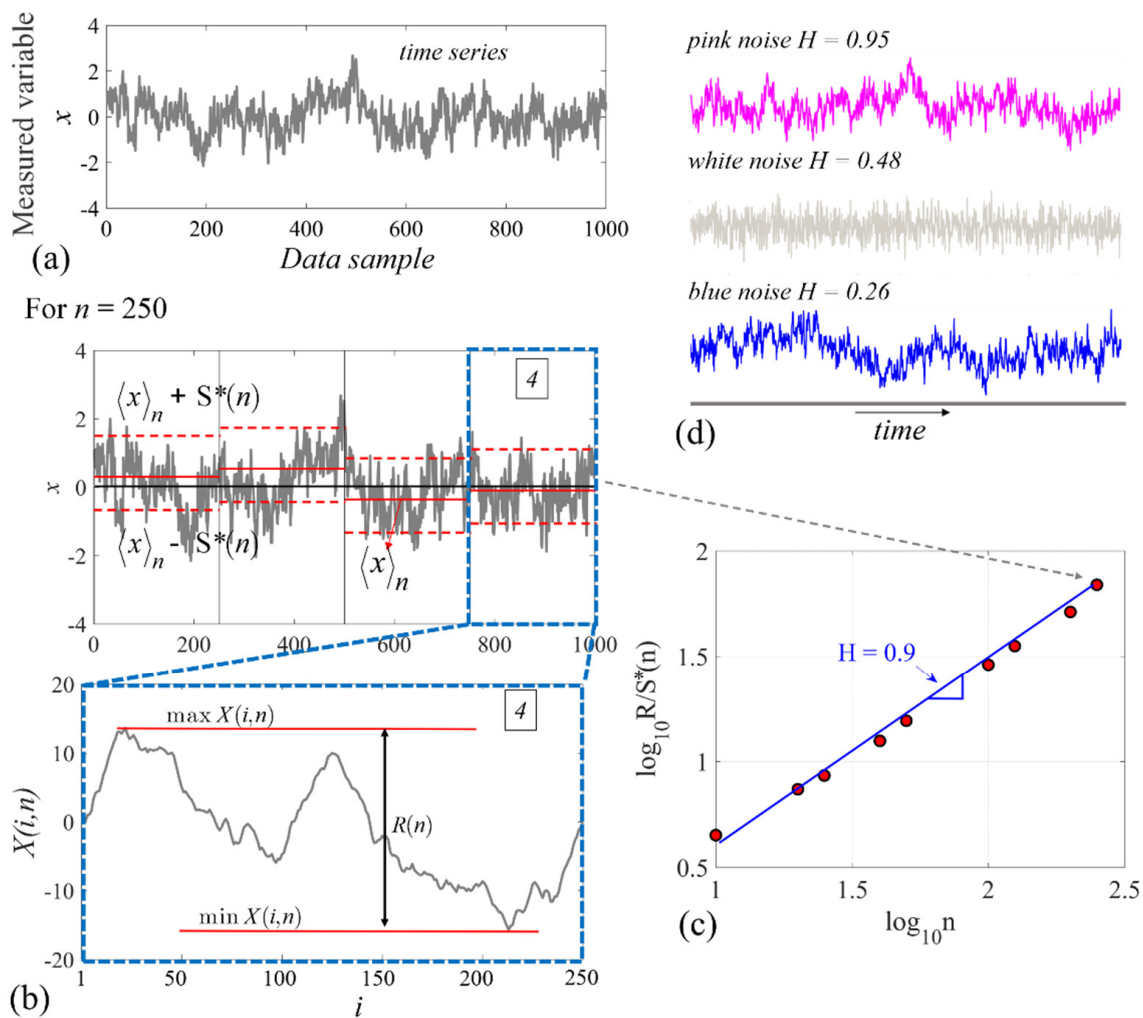 4
2
0
-2
-4
Measured variable
x
time series
0 200 400 600 800 1000
Data sample
(a)
For n = 250
4
2
0
-2
-4
x
⟨x⟩n + S*(n)
⟨x⟩n - S*(n)
⟨x⟩n
4
0 200 400 600 800 1000
20
10
0
-10
-20
X(i,n)
max X(i,n)
R(n)
min X(i,n)
4
1 50 100 150 200 250
i
(b)
pink noise H = 0.95
white noise H = 0.48
blue noise H = 0.26
time
(d)
2
1.5
1
0.5
log10R/S*(n)
H = 0.9
1 1.5 2 2.5
log10n
(c)